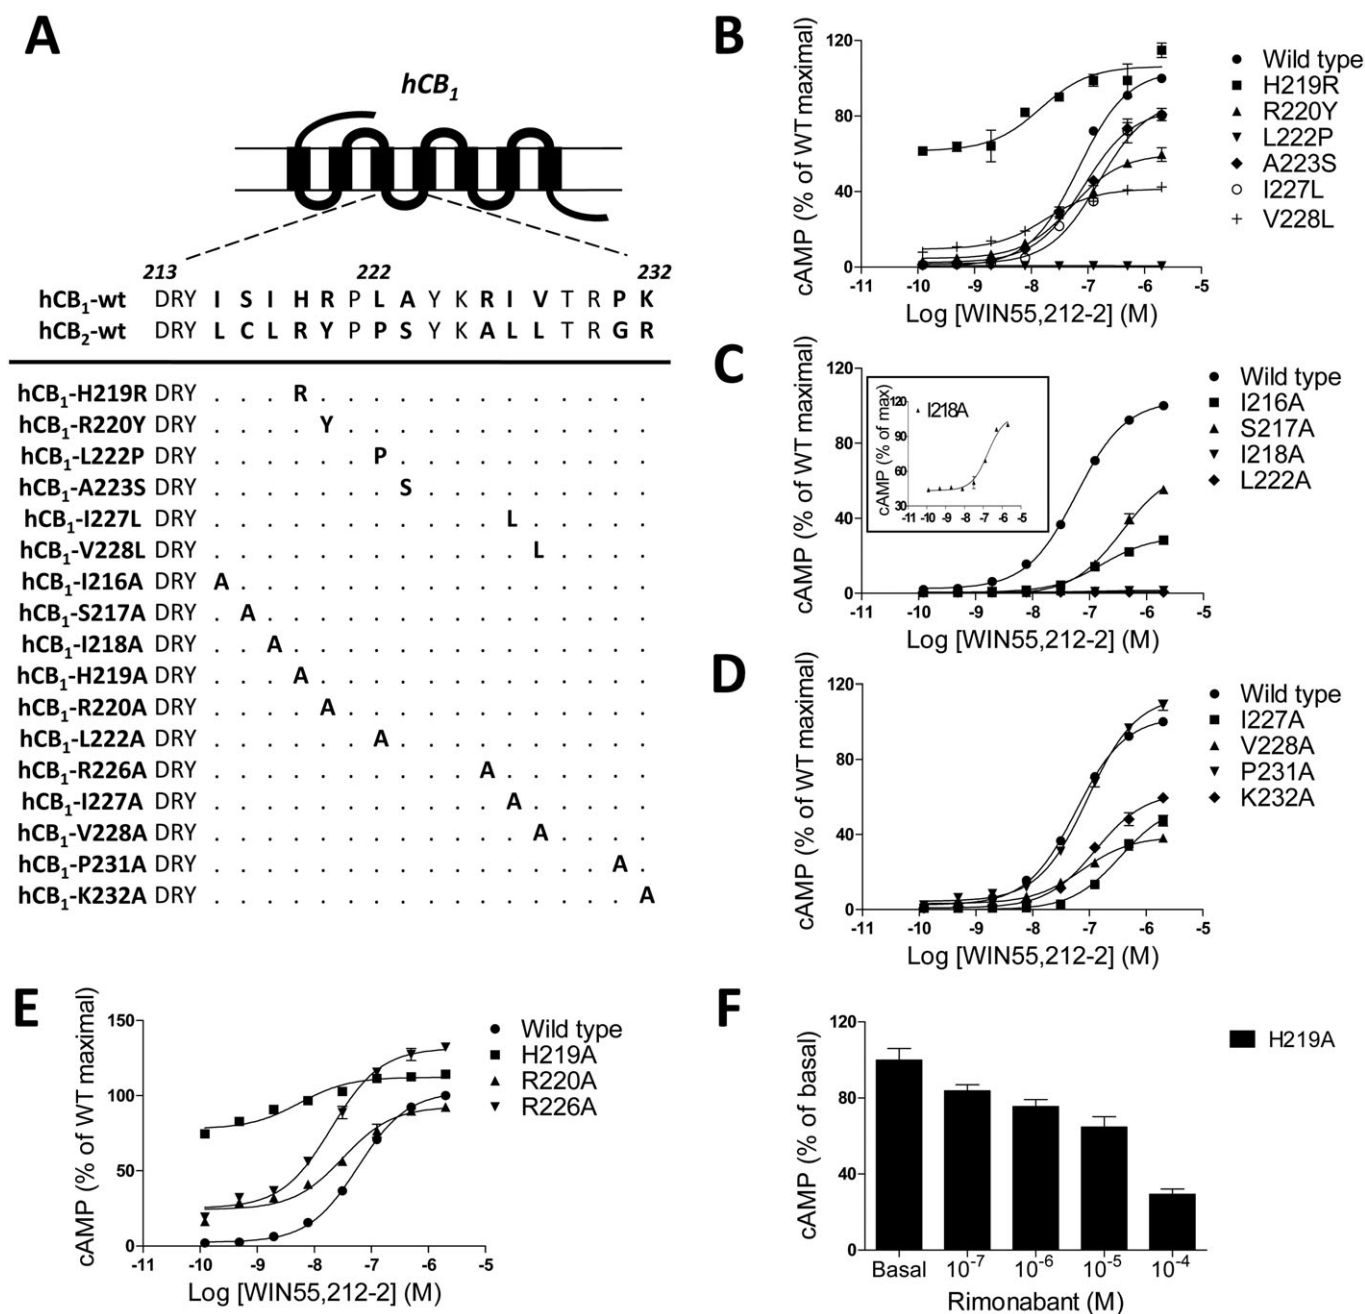 A
hCB1
213 222 232
hCB1-wt DRY I S I H R P L A Y K R I V T R P K
hCB2-wt DRY L C L R Y P P S Y K A L L T R G R
hCB1-H219R DRY . . . R . . . . . . . . . . . . .
hCB1-R220Y DRY . . . . Y . . . . . . . . . . . .
hCB1-L222P DRY . . . . . . P . . . . . . . . . .
hCB1-A223S DRY . . . . . . . S . . . . . . . . .
hCB1-I227L DRY . . . . . . . . . . . L . . . . .
hCB1-V228L DRY . . . . . . . . . . . . L . . . .
hCB1-I216A DRY A . . . . . . . . . . . . . . . .
hCB1-S217A DRY . A . . . . . . . . . . . . . . .
hCB1-I218A DRY . . A . . . . . . . . . . . . . .
hCB1-H219A DRY . . . A . . . . . . . . . . . . .
hCB1-R220A DRY . . . . A . . . . . . . . . . . .
hCB1-L222A DRY . . . . . . A . . . . . . . . . .
hCB1-R226A DRY . . . . . . . . . . A . . . . . .
hCB1-I227A DRY . . . . . . . . . . . A . . . . .
hCB1-V228A DRY . . . . . . . . . . . . A . . . .
hCB1-P231A DRY . . . . . . . . . . . . . . . A .
hCB1-K232A DRY . . . . . . . . . . . . . . . . A
B
cAMP (% of WT maximal)
120
80
40
0
-11 -10 -9 -8 -7 -6 -5
Log [WIN55,212-2] (M)
Wild type
H219R
R220Y
L222P
A223S
I227L
V228L
C
cAMP (% of WT maximal)
120
80
40
0
-11 -10 -9 -8 -7 -6 -5
Log [WIN55,212-2] (M)
cAMP (% of max)
120
90
60
30
-11 -10 -9 -8 -7 -6 -5
I218A
Wild type
I216A
S217A
I218A
L222A
D
cAMP (% of WT maximal)
120
80
40
0
-11 -10 -9 -8 -7 -6 -5
Log [WIN55,212-2] (M)
Wild type
I227A
V228A
P231A
K232A
E
cAMP (% of WT maximal)
150
100
50
0
-11 -10 -9 -8 -7 -6 -5
Log [WIN55,212-2] (M)
Wild type
H219A
R220A
R226A
F
cAMP (% of basal)
120
80
40
0
Basal 10-7 10-6 10-5 10-4
Rimonabant (M)
H219A